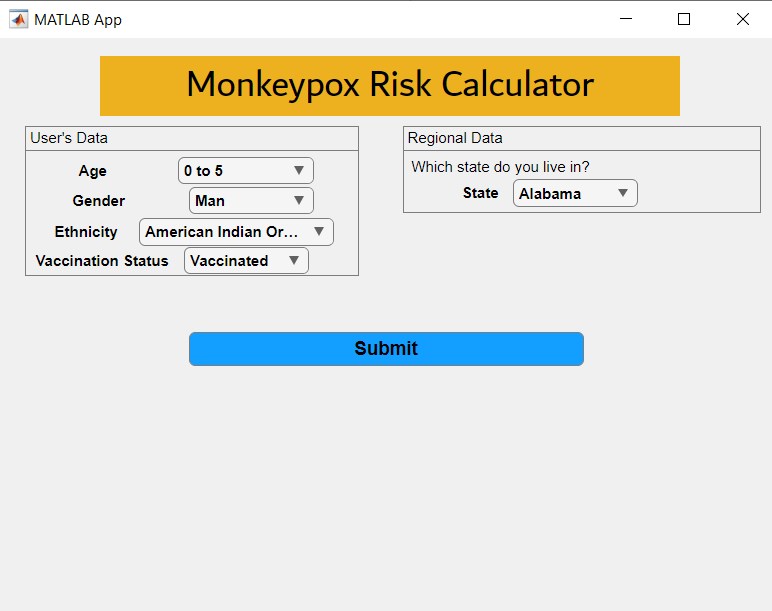 MATLAB App
Monkeypox Risk Calculator
User's Data
Age 0 to 5
Gender Man
Ethnicity American Indian Or...
Vaccination Status Vaccinated
Regional Data
Which state do you live in?
State Alabama
Submit